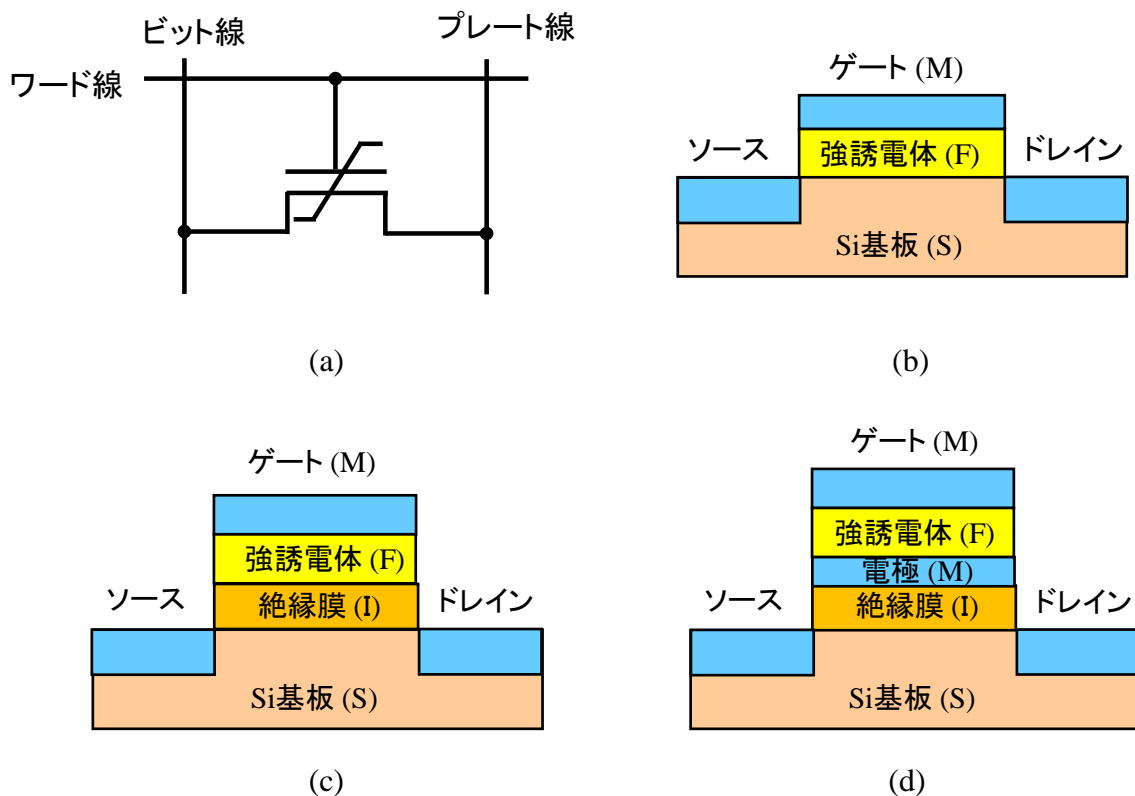 ビット線
プレート線
ワード線
(a)
ゲート (M)
ソース
強誘電体 (F)
ドレイン
Si基板 (S)
(b)
ゲート (M)
強誘電体 (F)
ソース
絶縁膜 (I)
ドレイン
Si基板 (S)
(c)
ゲート (M)
強誘電体 (F)
電極 (M)
ソース
絶縁膜 (I)
ドレイン
Si基板 (S)
(d)